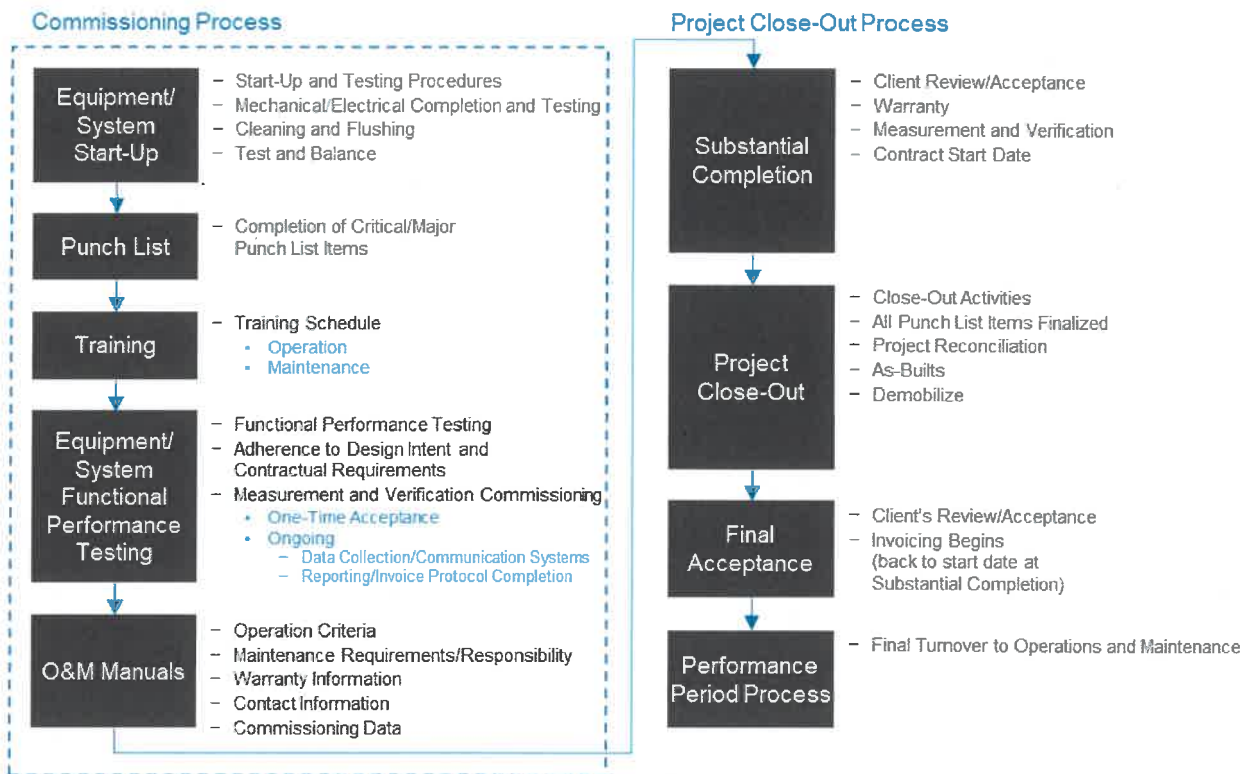 Commissioning Process
Equipment/
System
Start-Up
– Start-Up and Testing Procedures
– Mechanical/Electrical Completion and Testing
– Cleaning and Flushing
– Test and Balance
Punch List
– Completion of Critical/Major
Punch List Items
Training
– Training Schedule
• Operation
• Maintenance
Equipment/
System
Functional
Performance
Testing
– Functional Performance Testing
– Adherence to Design Intent and
Contractual Requirements
– Measurement and Verification Commissioning
• One-Time Acceptance
• Ongoing
– Data Collection/Communication Systems
– Reporting/Invoice Protocol Completion
O&M Manuals
– Operation Criteria
– Maintenance Requirements/Responsibility
– Warranty Information
– Contact Information
– Commissioning Data
Project Close-Out Process
Substantial
Completion
– Client Review/Acceptance
– Warranty
– Measurement and Verification
– Contract Start Date
Project
Close-Out
– Close-Out Activities
– All Punch List Items Finalized
– Project Reconciliation
– As-Builts
– Demobilize
Final
Acceptance
– Client's Review/Acceptance
– Invoicing Begins
(back to start date at
Substantial Completion)
Performance
Period Process
– Final Turnover to Operations and Maintenance